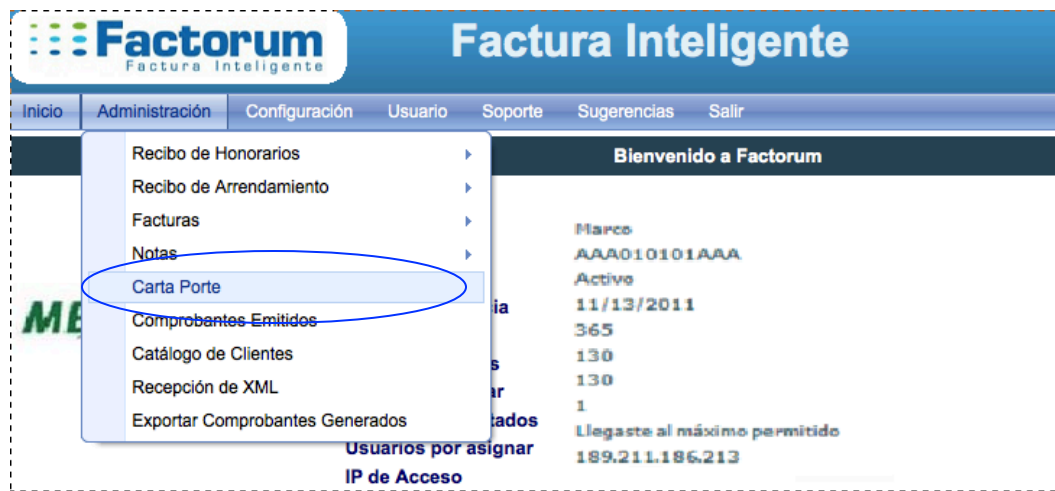 Factorum
Factura Inteligente
Factura Inteligente
Inicio Administración Configuración Usuario Soporte Sugerencias Salir
Bienvenido a Factorum
Recibo de Honorarios
Recibo de Arrendamiento
Facturas
Notas
Carta Porte
Comprobantes Emitidos
Catálogo de Clientes
Recepción de XML
Exportar Comprobantes Generados
Marco
AAA010101AAA
Activo
ia 11/13/2011
365
s 130
ar 130
tados 1
Usuarios por asignar Llegaste al máximo permitido
IP de Acceso 189.211.186.213